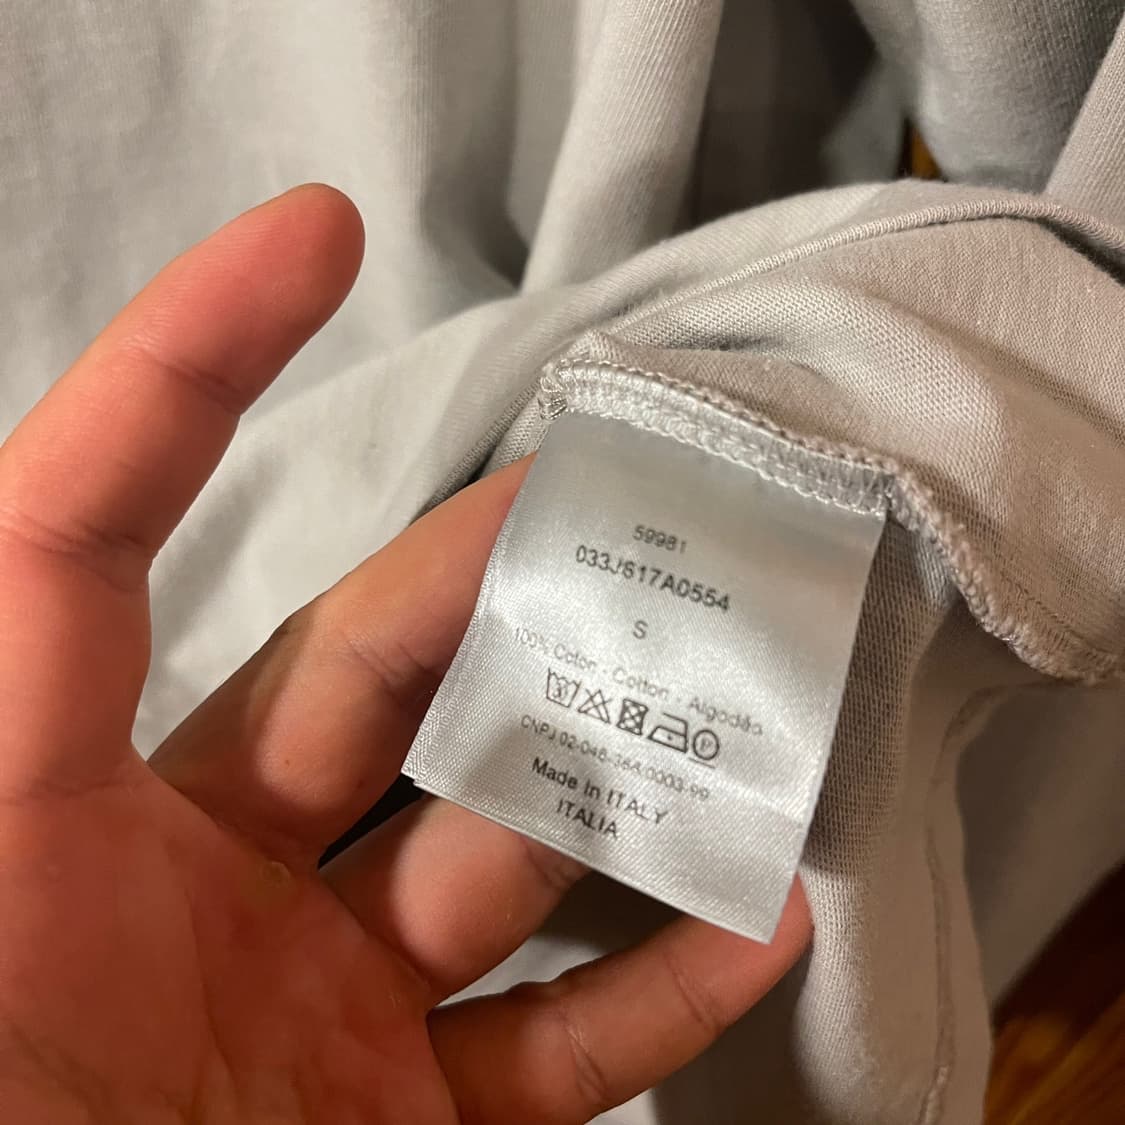 59981
033J617A0554
S
100% Coton - Cotton - Algodão
P
CNPJ 02-046-364 0003-99
Made in ITALY
ITALIA